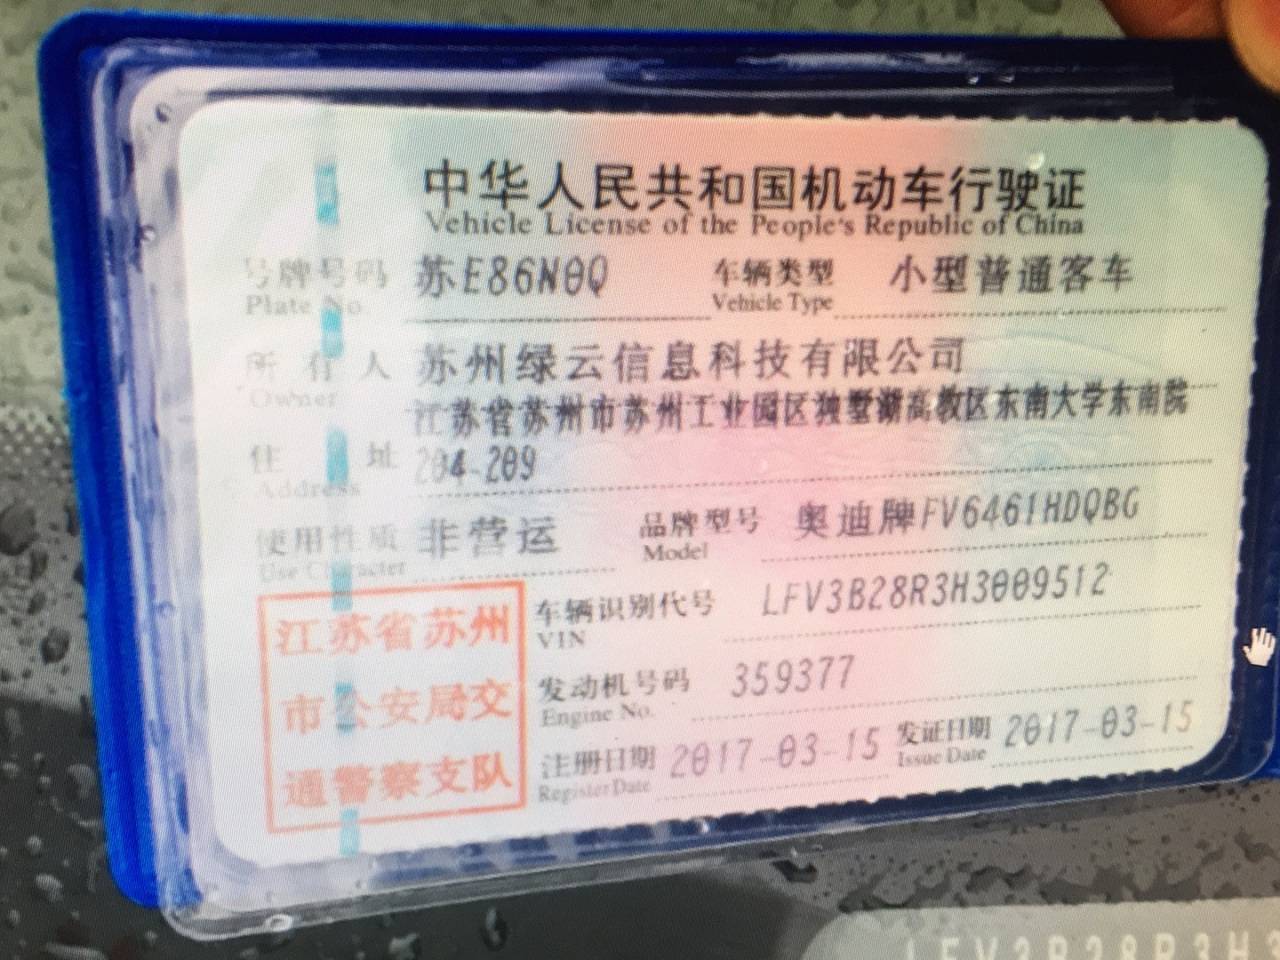 中华人民共和国机动车行驶证
Vehicle License of the People's Republic of China
号牌号码 苏E86N0Q 车辆类型 小型普通客车
Plate No Vehicle Type
所有人 苏州绿云信息科技有限公司
Owner
江苏省苏州市苏州工业园区独墅湖高教区东南大学东南院
住址 204-209
Address
使用性质 非营运 品牌型号 奥迪牌FV6461HDQBG
Use Character Model
车辆识别代号 LFV3B28R3H3009512
VIN
发动机号码 359377
Engine No.
注册日期 2017-03-15 发证日期 2017-03-15
Register Date Issue Date
江苏省苏州
市公安局交
通警察支队
LFV3B28R3H3